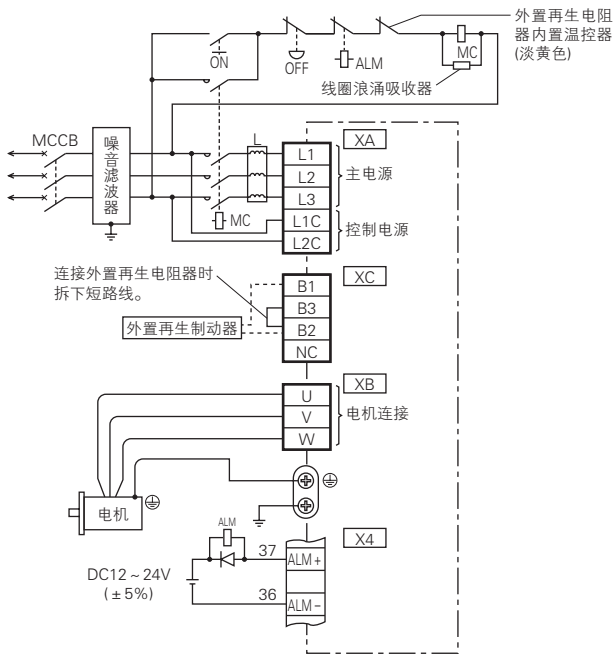 外置再生电阻
器内置温控器
(淡黄色)
ON
OFF
ALM
MC
线圈浪涌吸收器
MCCB
噪音滤波器
L
MC
XA
L1
L2
L3
L1C
L2C
主电源
控制电源
连接外置再生电阻器时
拆下短路线。
外置再生制动器
XC
B1
B3
B2
NC
XB
U
V
W
电机连接
电机
X4
ALM
37
ALM+
DC12~24V
(±5%)
36
ALM-